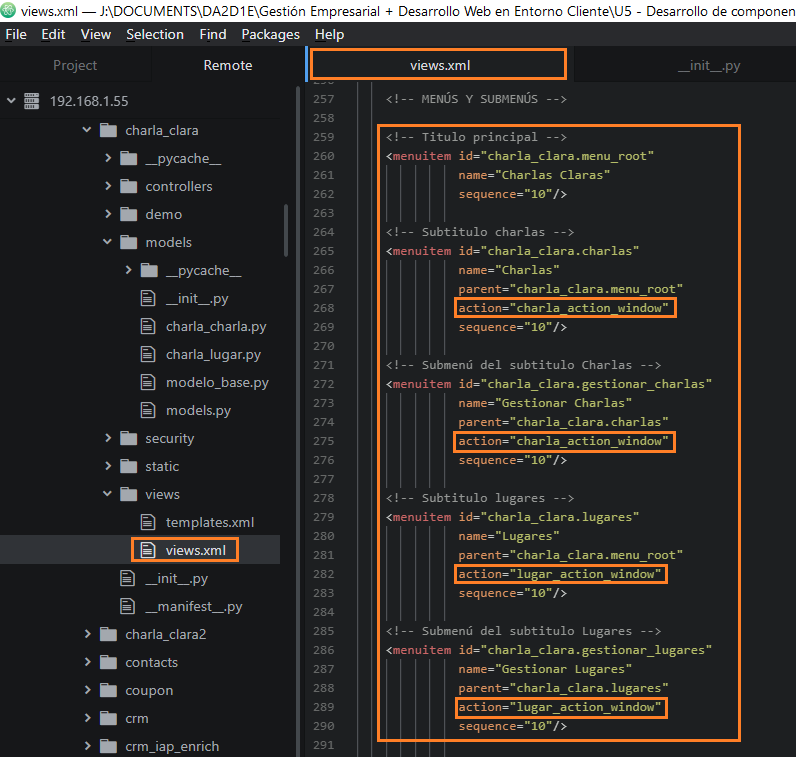 views.xml — J:\DOCUMENTS\DA2D1E\Gestión Empresarial + Desarrollo Web en Entorno Cliente\U5 - Desarrollo de componen
File Edit View Selection Find Packages Help
Project Remote
192.168.1.55
charla_clara
__pycache__
controllers
demo
models
__pycache__
__init__.py
charla_charla.py
charla_lugar.py
modelo_base.py
models.py
security
static
views
templates.xml
views.xml
__init__.py
__manifest__.py
charla_clara2
contacts
coupon
crm
crm_iap_enrich
views.xml __init__.py
257 <!-- MENÚS Y SUBMENÚS -->
258
259 <!-- Titulo principal -->
260 <menuitem id="charla_clara.menu_root"
261 name="Charlas Claras"
262 sequence="10"/>
263
264 <!-- Subtitulo charlas -->
265 <menuitem id="charla_clara.charlas"
266 name="Charlas"
267 parent="charla_clara.menu_root"
268 action="charla_action_window"
269 sequence="10"/>
270
271 <!-- Submenú del subtitulo Charlas -->
272 <menuitem id="charla_clara.gestionar_charlas"
273 name="Gestionar Charlas"
274 parent="charla_clara.charlas"
275 action="charla_action_window"
276 sequence="10"/>
277
278 <!-- Subtitulo lugares -->
279 <menuitem id="charla_clara.lugares"
280 name="Lugares"
281 parent="charla_clara.menu_root"
282 action="lugar_action_window"
283 sequence="10"/>
284
285 <!-- Submenú del subtitulo Lugares -->
286 <menuitem id="charla_clara.gestionar_lugares"
287 name="Gestionar Lugares"
288 parent="charla_clara.lugares"
289 action="lugar_action_window"
290 sequence="10"/>
291